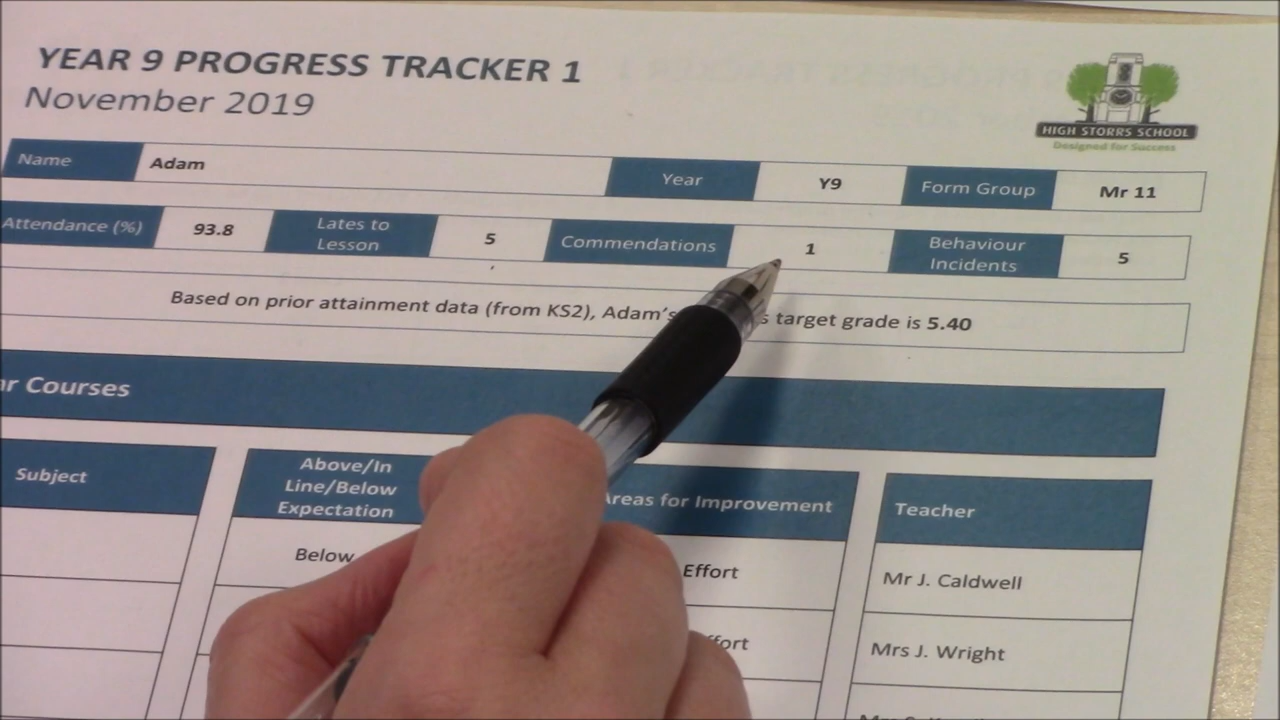 YEAR 9 PROGRESS TRACKER 1
November 2019
HIGH STORRS SCHOOL
Designed for Success
Name Adam Year Y9 Form Group Mr 11
Attendance (%) 93.8 Lates to Lesson 5 Commendations 1 Behaviour Incidents 5
Based on prior attainment data (from KS2), Adam's target grade is 5.40
Courses
Subject Above/In Line/Below Expectation Areas for Improvement Teacher
Below Effort Mr J. Caldwell
Mrs J. Wright